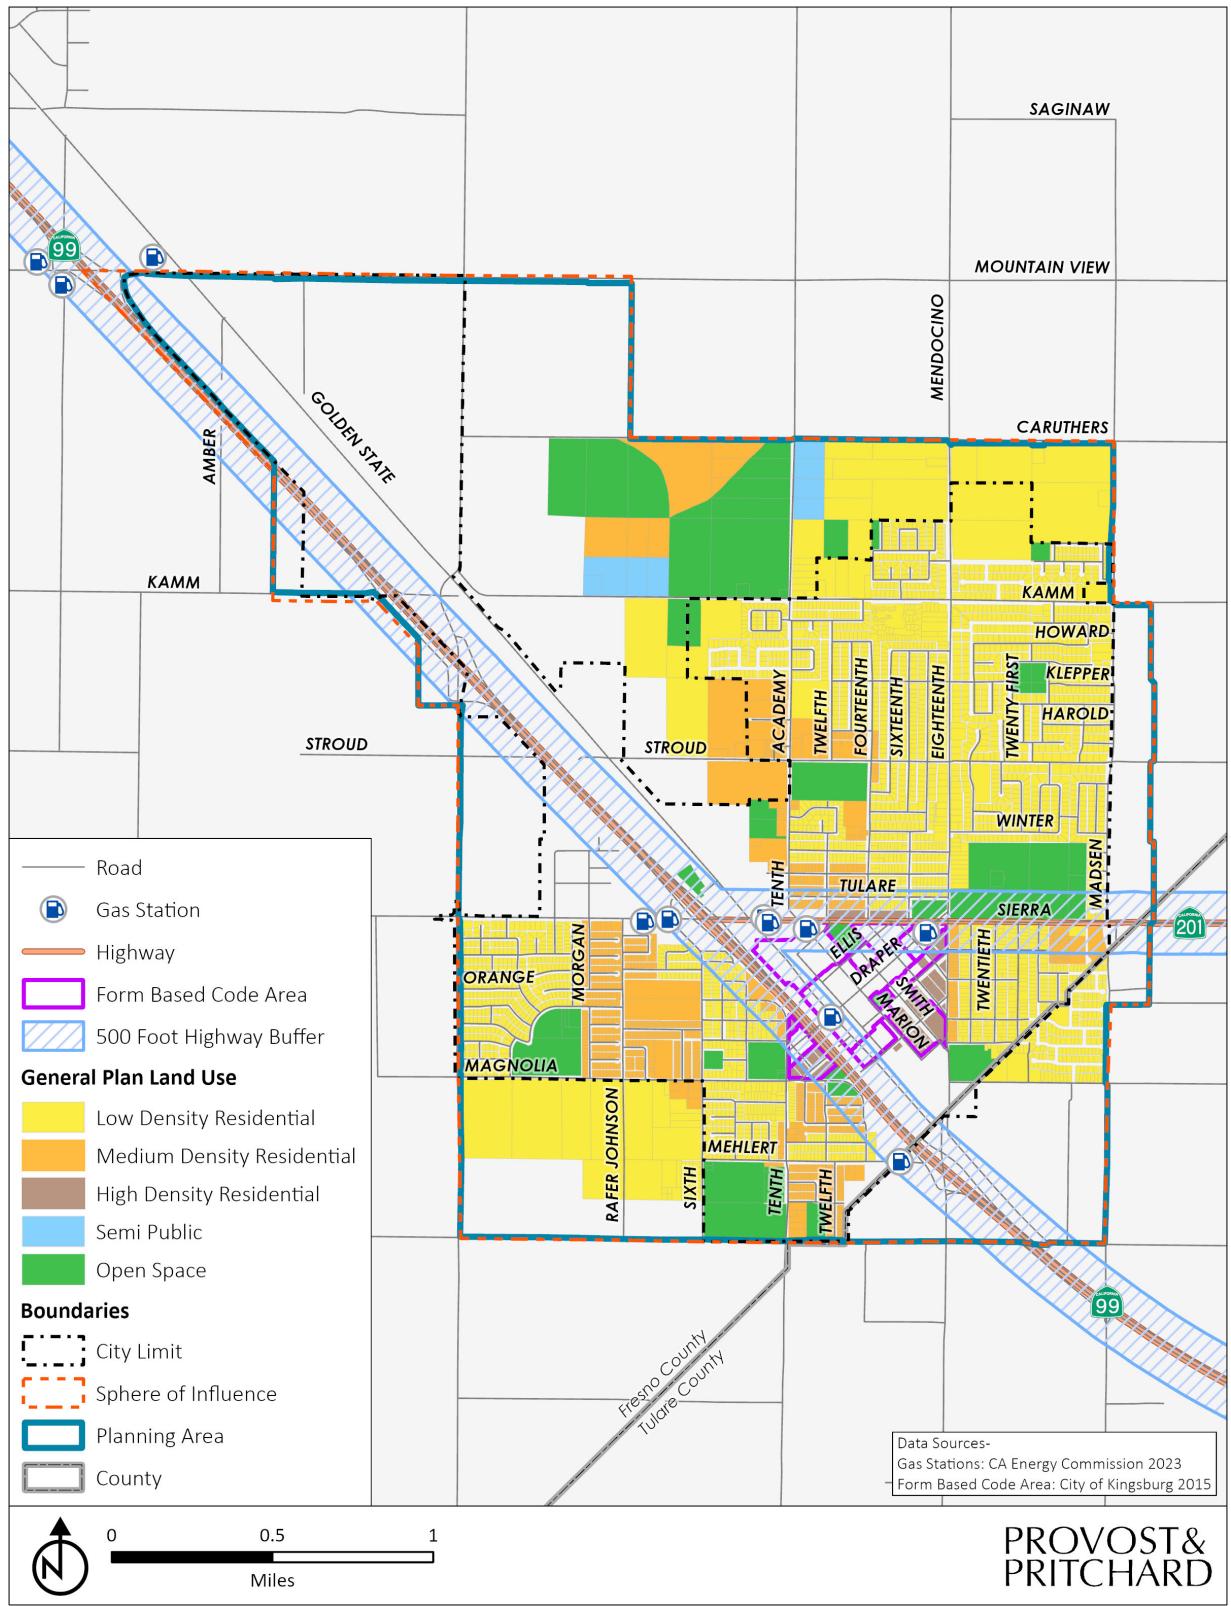 SAGINAW
CALIFORNIA
99
MOUNTAIN VIEW
MENDOCINO
GOLDEN STATE
CARUTHERS
AMBER
KAMM
KAMM
HOWARD
KLEPPER
TWENTY FIRST
HAROLD
ACADEMY
TWELFTH
FOURTEENTH
SIXTEENTH
EIGHTEENTH
STROUD
STROUD
WINTER
MADSEN
TENTH
TULARE
SIERRA
CALIFORNIA
201
MORGAN
ELLIS
DRAPER
TWENTIETH
ORANGE
SMITH
MARION
MAGNOLIA
RAFER JOHNSON
MEHLERT
SIXTH
TENTH
TWELFTH
CALIFORNIA
99
Fresno County
Tulare County
Road
Gas Station
Highway
Form Based Code Area
500 Foot Highway Buffer
General Plan Land Use
Low Density Residential
Medium Density Residential
High Density Residential
Semi Public
Open Space
Boundaries
City Limit
Sphere of Influence
Planning Area
County
Data Sources-
Gas Stations: CA Energy Commission 2023
Form Based Code Area: City of Kingsburg 2015
N
0 0.5 1
Miles
PROVOST&
PRITCHARD